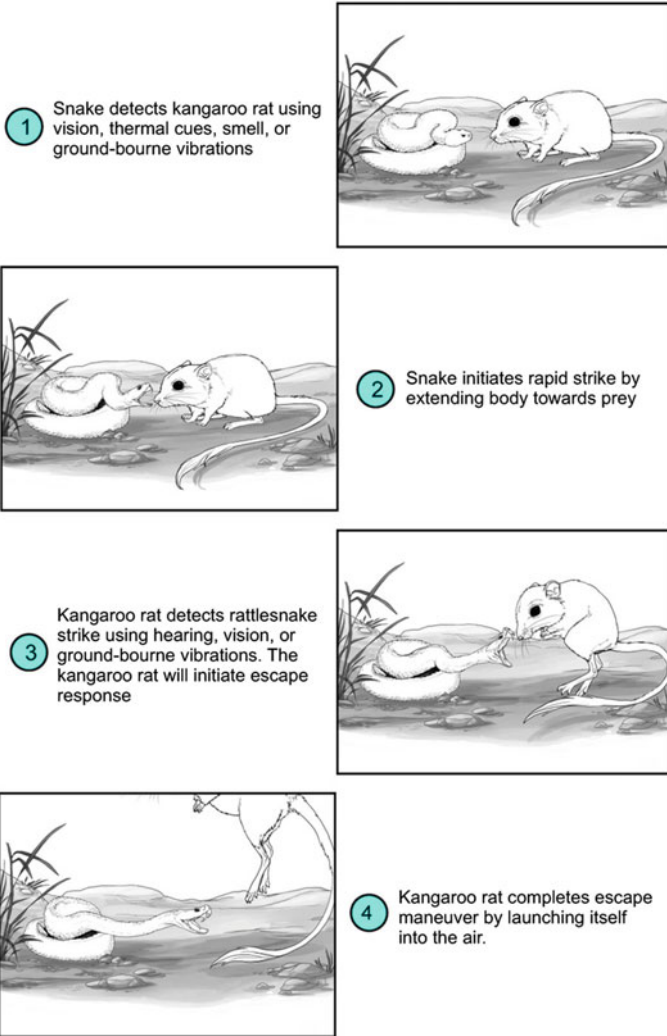 1
Snake detects kangaroo rat using
vision, thermal cues, smell, or
ground-bourne vibrations
2
Snake initiates rapid strike by
extending body towards prey
3
Kangaroo rat detects rattlesnake
strike using hearing, vision, or
ground-bourne vibrations. The
kangaroo rat will initiate escape
response
4
Kangaroo rat completes escape
maneuver by launching itself
into the air.